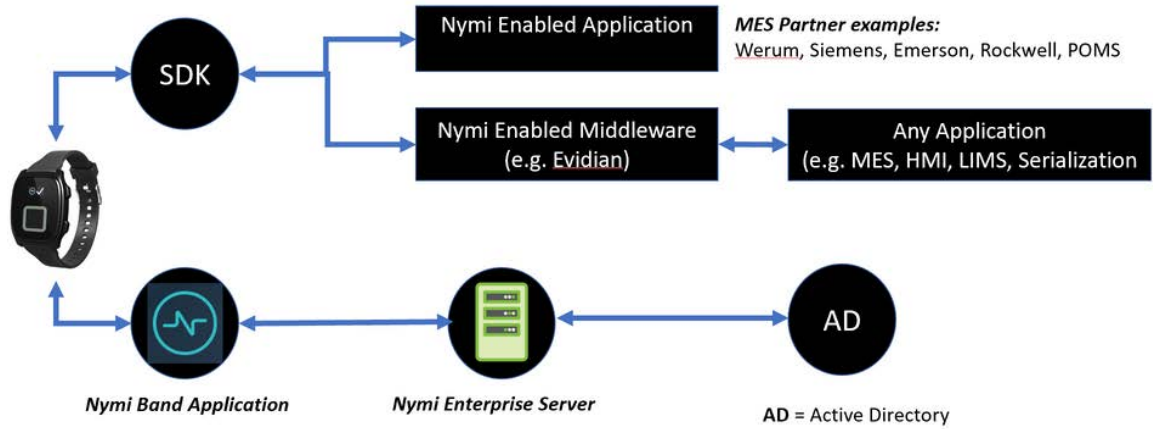 Nymi Enabled Application
MES Partner examples:
Werum, Siemens, Emerson, Rockwell, POMS
SDK
Nymi Enabled Middleware
(e.g. Evidian)
Any Application
(e.g. MES, HMI, LIMS, Serialization
AD
Nymi Band Application
Nymi Enterprise Server
AD = Active Directory